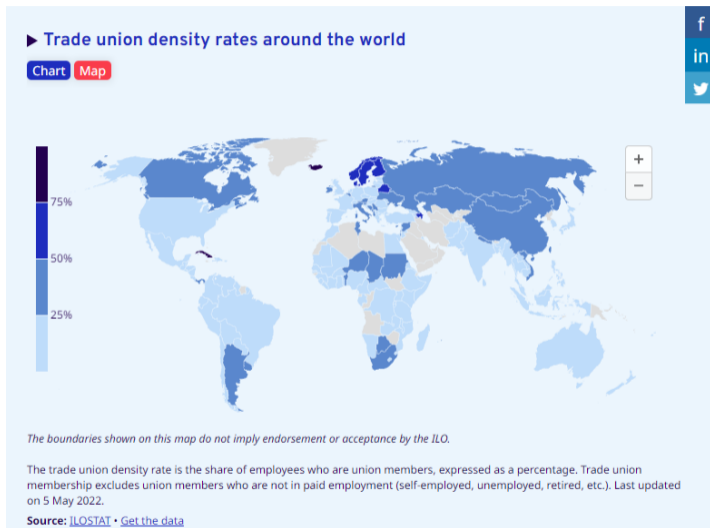 Trade union density rates around the world
Chart Map
f
in
+
−
75%
50%
25%
The boundaries shown on this map do not imply endorsement or acceptance by the ILO.
The trade union density rate is the share of employees who are union members, expressed as a percentage. Trade union
membership excludes union members who are not in paid employment (self-employed, unemployed, retired, etc.). Last updated
on 5 May 2022.
Source: ILOSTAT • Get the data